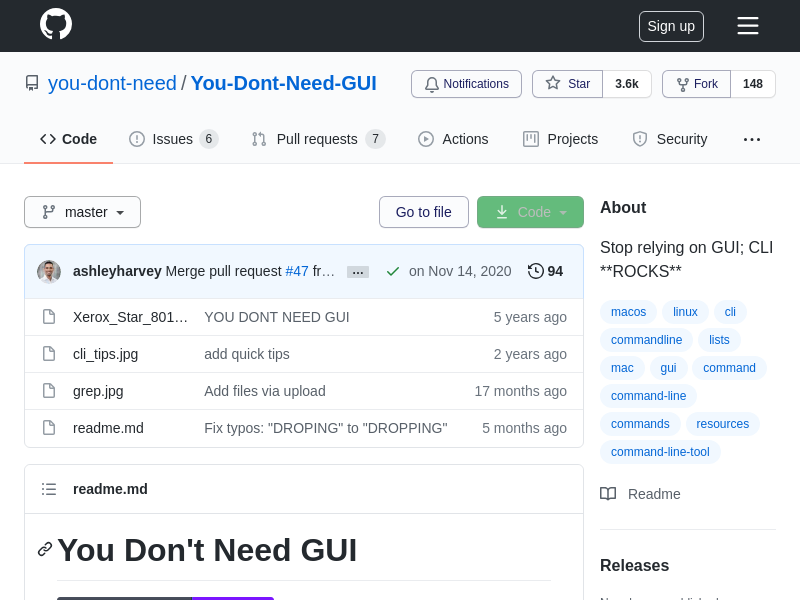 Sign up
you-dont-need / You-Dont-Need-GUI
Notifications
Star 3.6k
Fork 148
Code
Issues 6
Pull requests 7
Actions
Projects
Security
master
Go to file
Code
ashleyharvey Merge pull request #47 fr… … on Nov 14, 2020 94
Xerox_Star_801… YOU DONT NEED GUI 5 years ago
cli_tips.jpg add quick tips 2 years ago
grep.jpg Add files via upload 17 months ago
readme.md Fix typos: "DROPING" to "DROPPING" 5 months ago
readme.md
You Don't Need GUI
About
Stop relying on GUI; CLI
**ROCKS**
macos linux cli
commandline lists
mac gui command
command-line
commands resources
command-line-tool
Readme
Releases